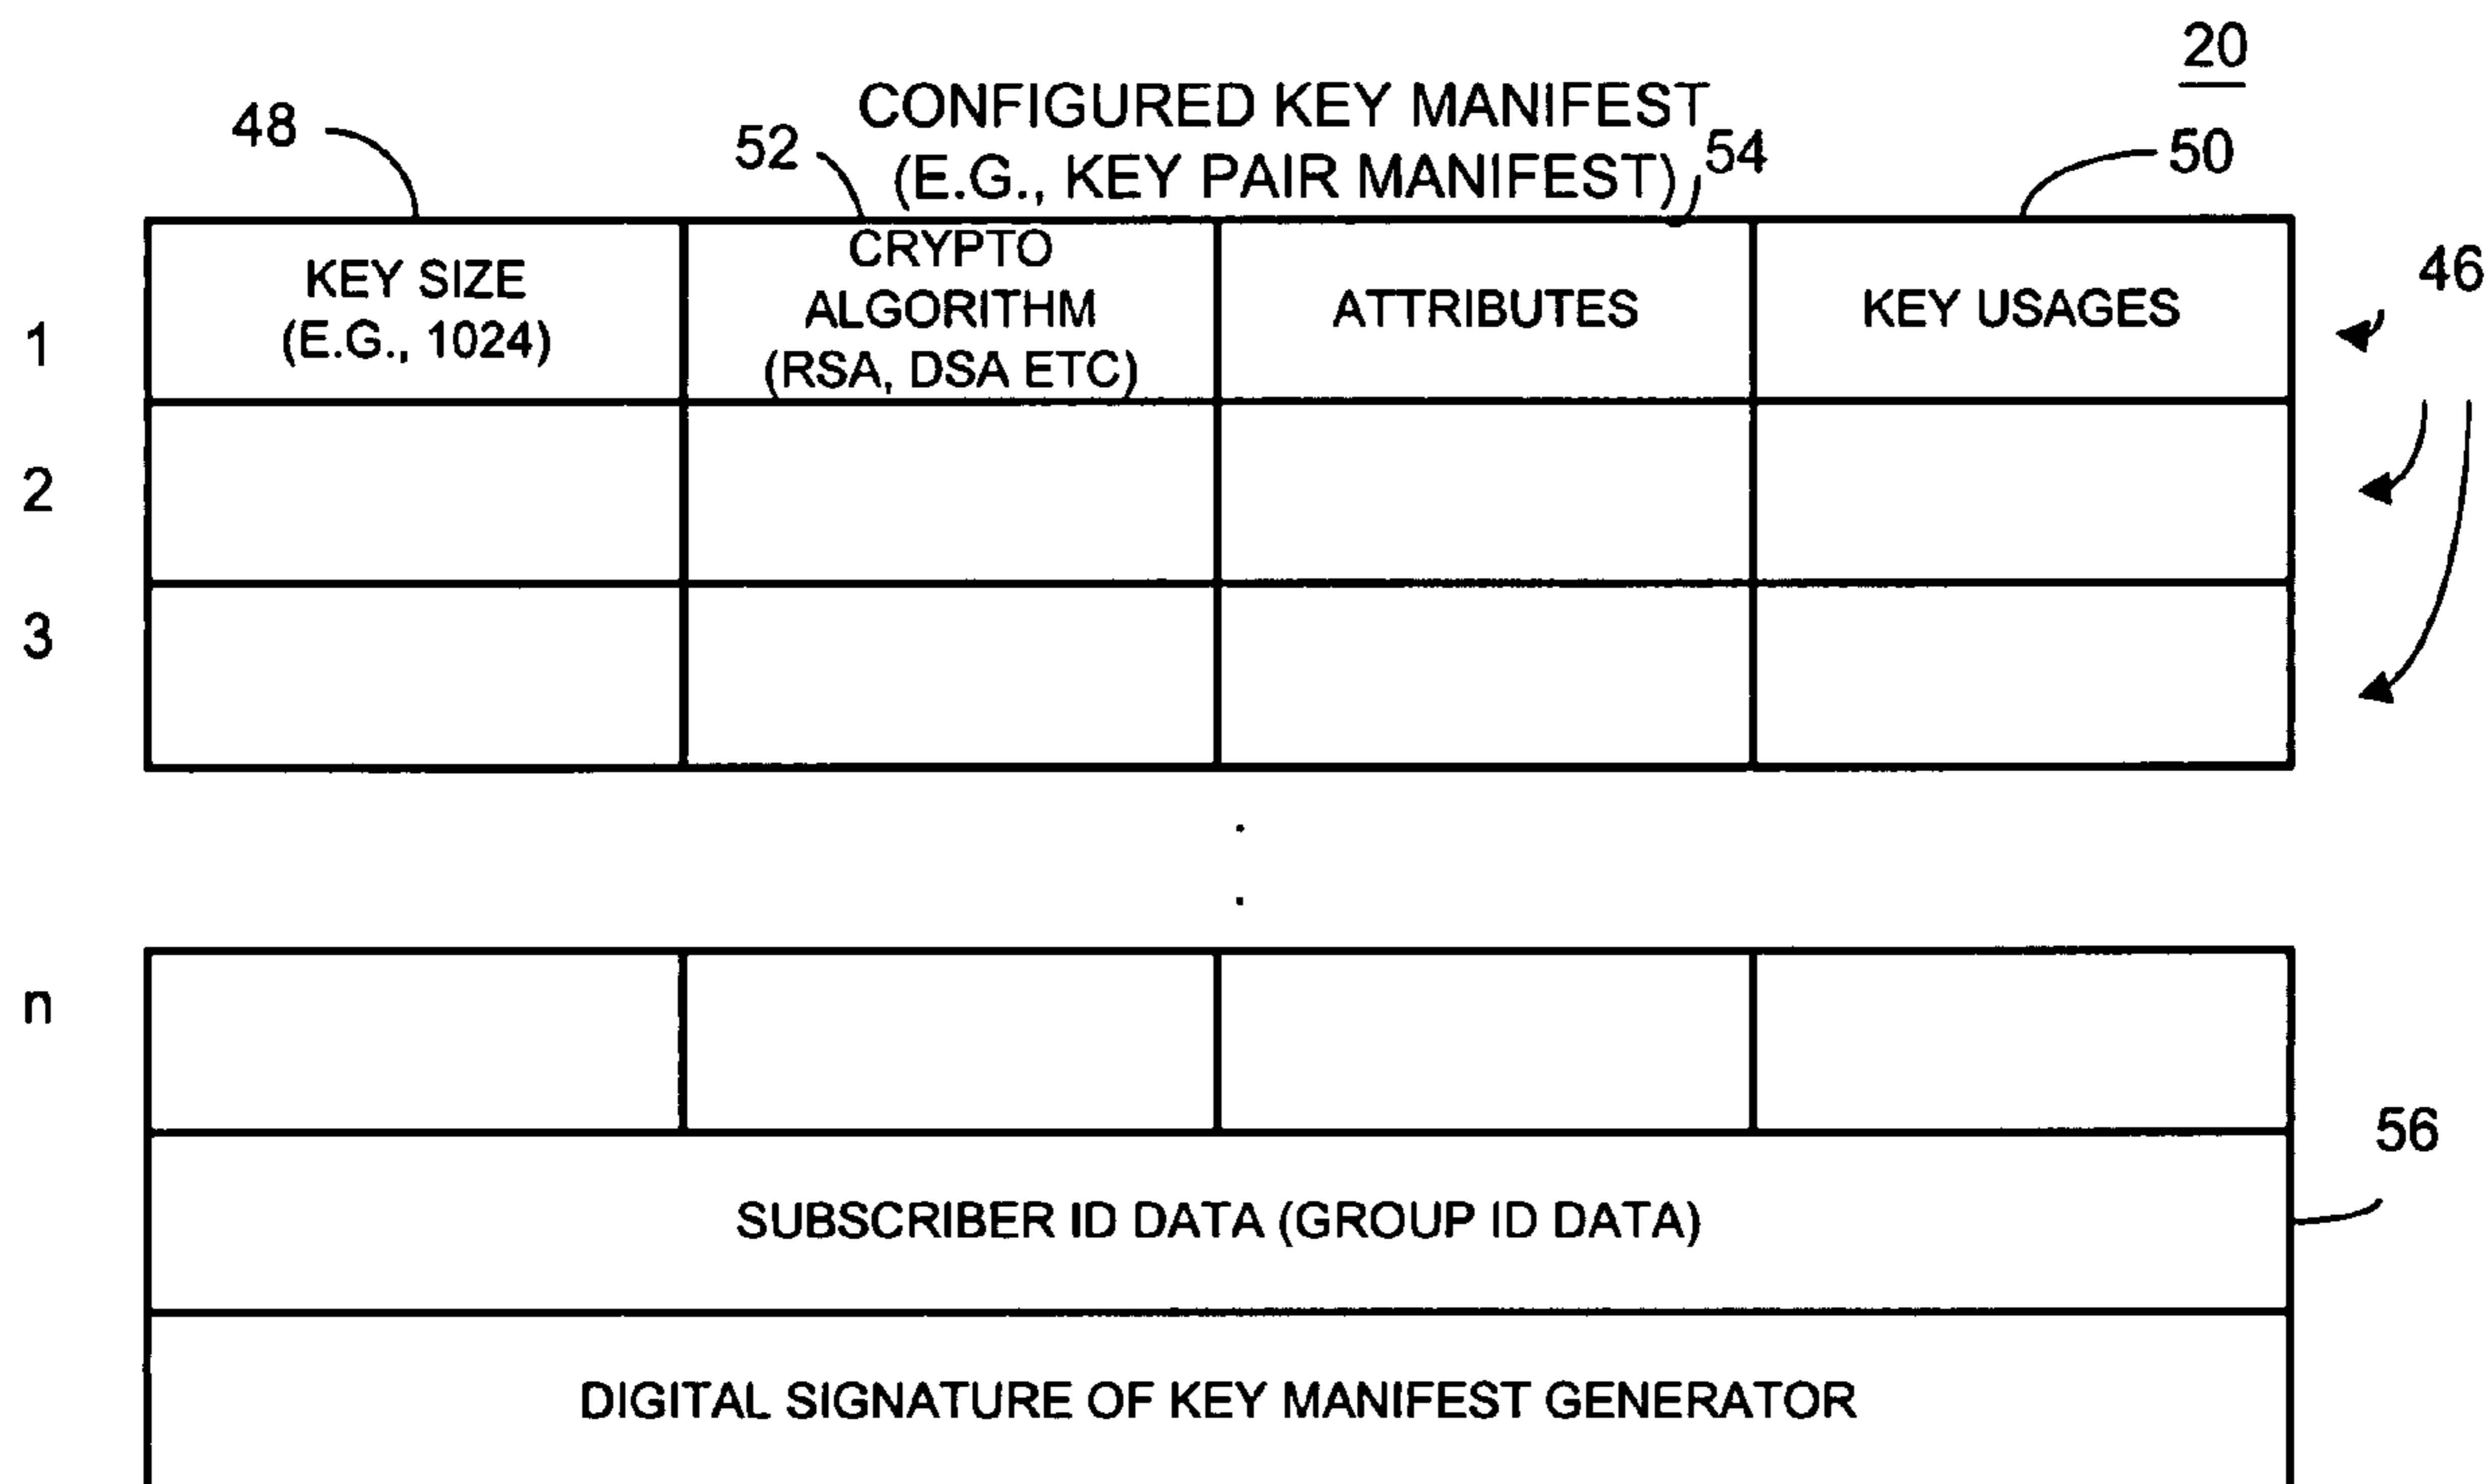 20
CONFIGURED KEY MANIFEST
(E.G., KEY PAIR MANIFEST)
48
52
54
50
46
1
KEY SIZE
(E.G., 1024)
CRYPTO
ALGORITHM
(RSA, DSA ETC)
ATTRIBUTES
KEY USAGES
2
3
n
56
SUBSCRIBER ID DATA (GROUP ID DATA)
DIGITAL SIGNATURE OF KEY MANIFEST GENERATOR